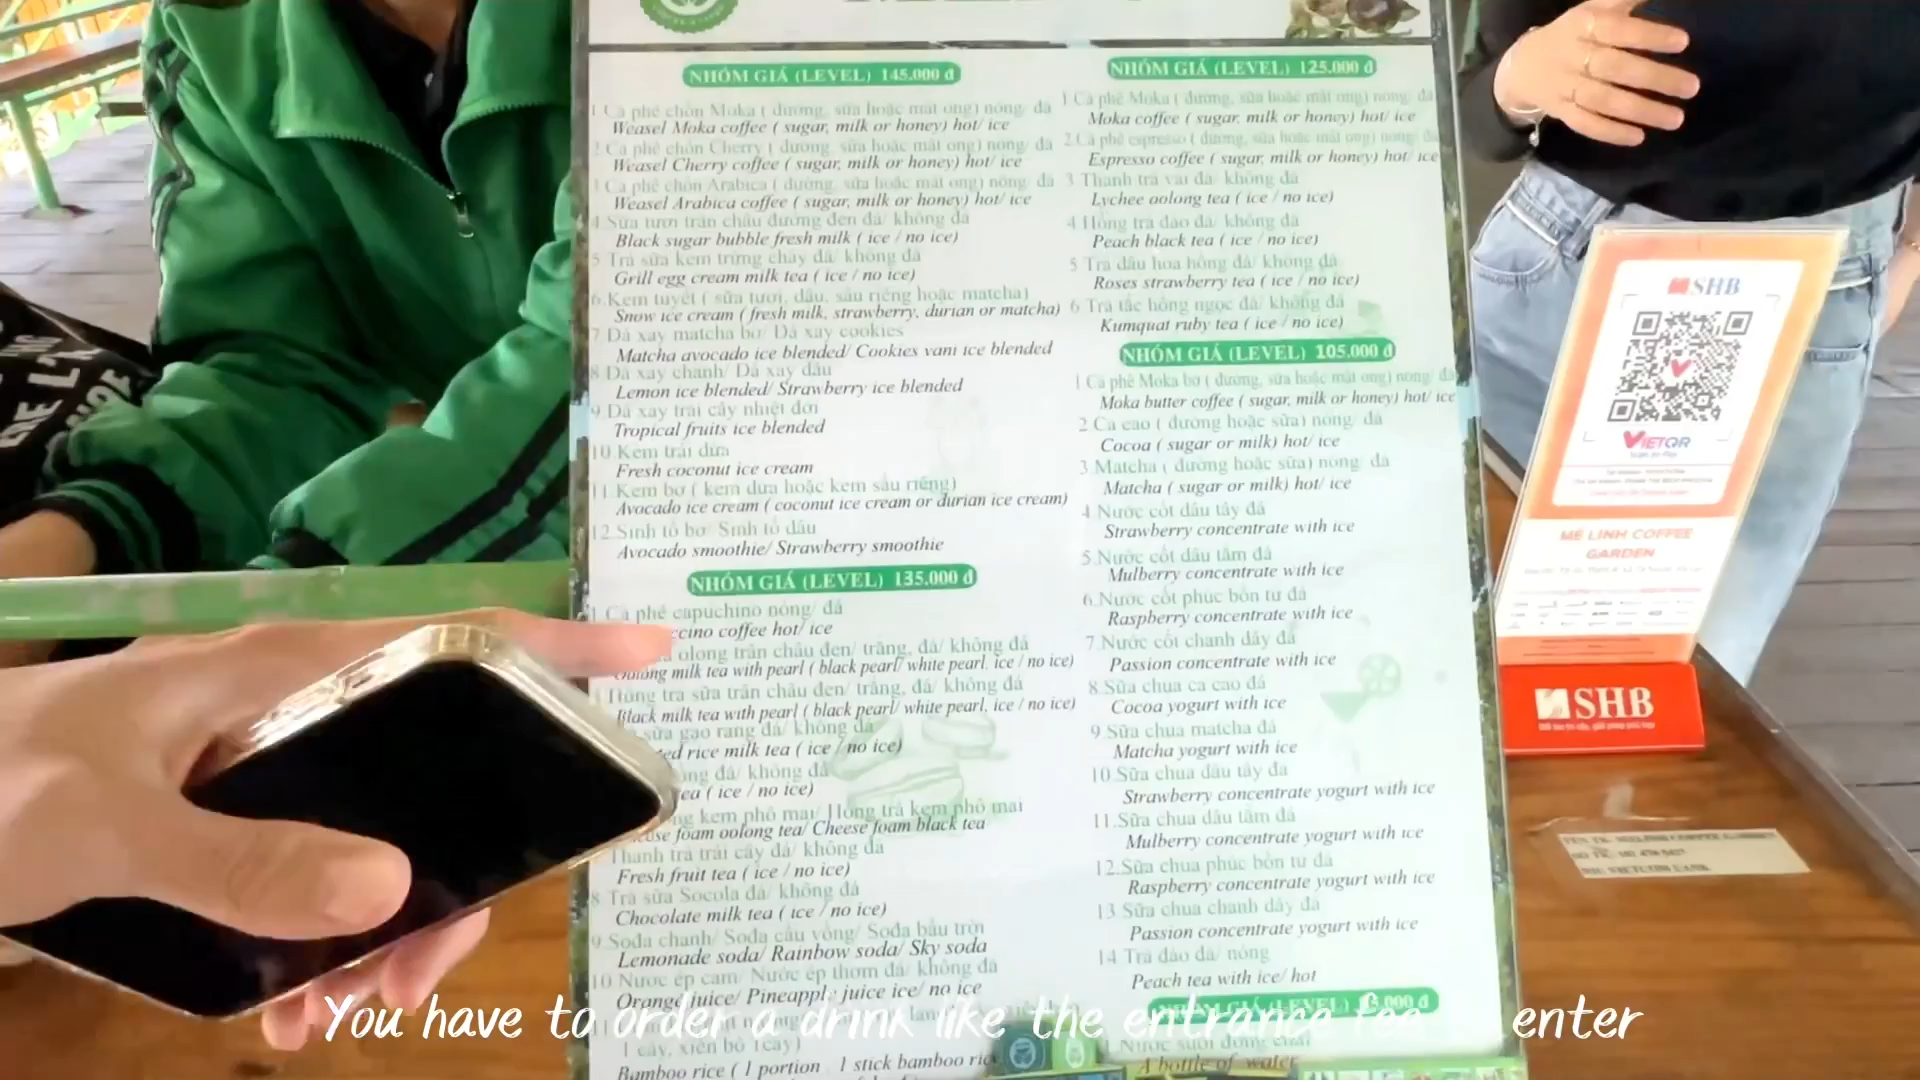 NHÓM GIÁ (LEVEL) 145.000 đ
1 Cà phê chồn Moka ( đường, sữa hoặc mật ong) nóng/ đá
Weasel Moka coffee ( sugar, milk or honey) hot/ ice
2.Cà phê chồn Cherry ( đường, sữa hoặc mật ong) nóng/ đá
Weasel Cherry coffee ( sugar, milk or honey) hot/ ice
3 Cà phê chồn Arabica ( đường, sữa hoặc mật ong) nóng/ đá
Weasel Arabica coffee ( sugar, milk or honey) hot/ ice
4 Sữa tươi trân châu đường đen đá/ không đá
Black sugar bubble fresh milk ( ice / no ice)
5 Trà sữa kem trứng cháy đá/ không đá
Grill egg cream milk tea ( ice / no ice)
6.Kem tuyết ( sữa tươi, dâu, sầu riêng hoặc matcha)
Snow ice cream ( fresh milk, strawberry, durian or matcha)
7 Đá xay matcha bơ/ Đá xay cookies
Matcha avocado ice blended/ Cookies vani ice blended
8 Đá xay chanh/ Đá xay dâu
Lemon ice blended/ Strawberry ice blended
9 Đá xay trái cây nhiệt đới
Tropical fruits ice blended
10 Kem trái dừa
Fresh coconut ice cream
11 Kem bơ ( kem dừa hoặc kem sầu riêng)
Avocado ice cream ( coconut ice cream or durian ice cream)
12 Sinh tố bơ/ Sinh tố dâu
Avocado smoothie/ Strawberry smoothie
NHÓM GIÁ (LEVEL) 135.000 đ
1 Cà phê capuchino nóng/ đá
ccino coffee hot/ ice
olong trân châu đen/ trắng, đá/ không đá
Oolong milk tea with pearl ( black pearl/ white pearl, ice / no ice)
Hồng trà sữa trân châu đen/ trắng, đá/ không đá
Black milk tea with pearl ( black pearl/ white pearl, ice / no ice)
sữa gạo rang đá/ không đá
ted rice milk tea ( ice / no ice)
đá/ không đá
tea ( ice / no ice)
kem phô mai/ Hồng trà kem phô mai
foam oolong tea/ Cheese foam black tea
Thanh trà trái cây đá/ không đá
Fresh fruit tea ( ice / no ice)
8 Trà sữa Socola đá/ không đá
Chocolate milk tea ( ice / no ice)
9 Soda chanh/ Soda cầu vồng/ Soda bầu trời
Lemonade soda/ Rainbow soda/ Sky soda
10 Nước ép cam/ Nước ép thơm đá/ không đá
Orange juice/ Pineapple juice ice/ no ice
1 cây, xiên bò 1cây)
Bamboo rice ( 1 portion 1 stick bamboo
NHÓM GIÁ (LEVEL) 125.000 đ
1 Cà phê Moka ( đường, sữa hoặc mật ong) nóng/ đá
Moka coffee ( sugar, milk or honey) hot/ ice
2.Cà phê espresso ( đường, sữa hoặc mật ong) nóng/ đá
Espresso coffee ( sugar, milk or honey) hot/ ice
3 Thanh trà vải đá/ không đá
Lychee oolong tea ( ice / no ice)
4 Hồng trà đào đá/ không đá
Peach black tea ( ice / no ice)
5 Trà dâu hoa hồng đá/ không đá
Roses strawberry tea ( ice / no ice)
6 Trà tắc hồng ngọc đá/ không đá
Kumquat ruby tea ( ice / no ice)
NHÓM GIÁ (LEVEL) 105.000 đ
1 Cà phê Moka bơ ( đường, sữa hoặc mật ong) nóng/ đá
Moka butter coffee ( sugar, milk or honey) hot/ ice
2 Ca cao ( đường hoặc sữa) nóng/ đá
Cocoa ( sugar or milk) hot/ ice
3 Matcha ( đường hoặc sữa) nóng/ đá
Matcha ( sugar or milk) hot/ ice
4 Nước cốt dâu tây đá
Strawberry concentrate with ice
5 Nước cốt dâu tằm đá
Mulberry concentrate with ice
6.Nước cốt phúc bồn tử đá
Raspberry concentrate with ice
7.Nước cốt chanh dây đá
Passion concentrate with ice
8 Sữa chua ca cao đá
Cocoa yogurt with ice
9 Sữa chua matcha đá
Matcha yogurt with ice
10 Sữa chua dâu tây đá
Strawberry concentrate yogurt with ice
11.Sữa chua dâu tằm đá
Mulberry concentrate yogurt with ice
12.Sữa chua phúc bồn tử đá
Raspberry concentrate yogurt with ice
13 Sữa chua chanh dây đá
Passion concentrate yogurt with ice
14 Trà đào đá/ nóng
Peach tea with ice/ hot
NHÓM GIÁ (LEVEL)
Nước suối đóng chai
A bottle of water
SHB
VIETQR
Scan to Pay
MÊ LINH COFFEE
GARDEN
SHB
You have to order a drink like the entrance fee to enter